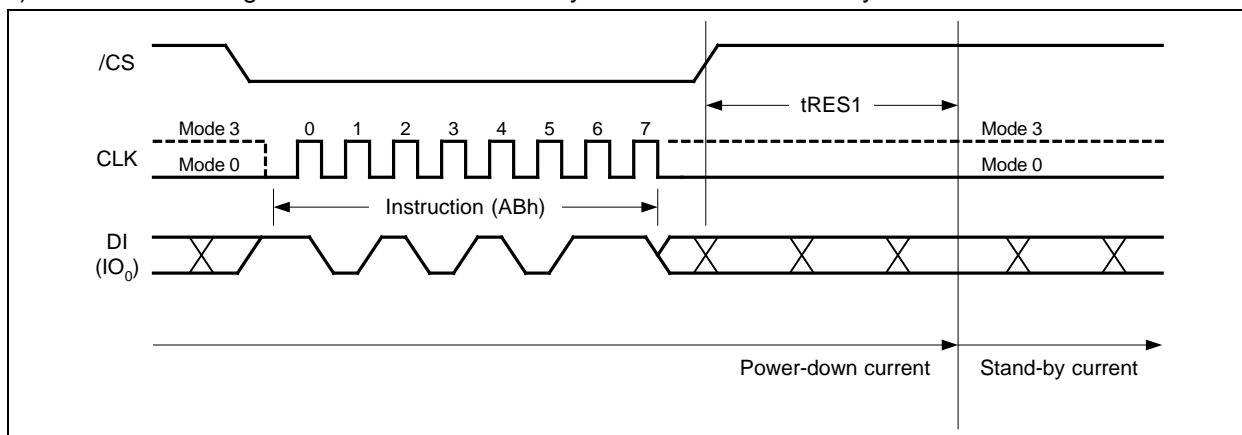 /CS
tRES1
Mode 3 0 1 2 3 4 5 6 7 Mode 3
CLK
Mode 0 Mode 0
Instruction (ABh)
DI
(IO0)
Power-down current Stand-by current